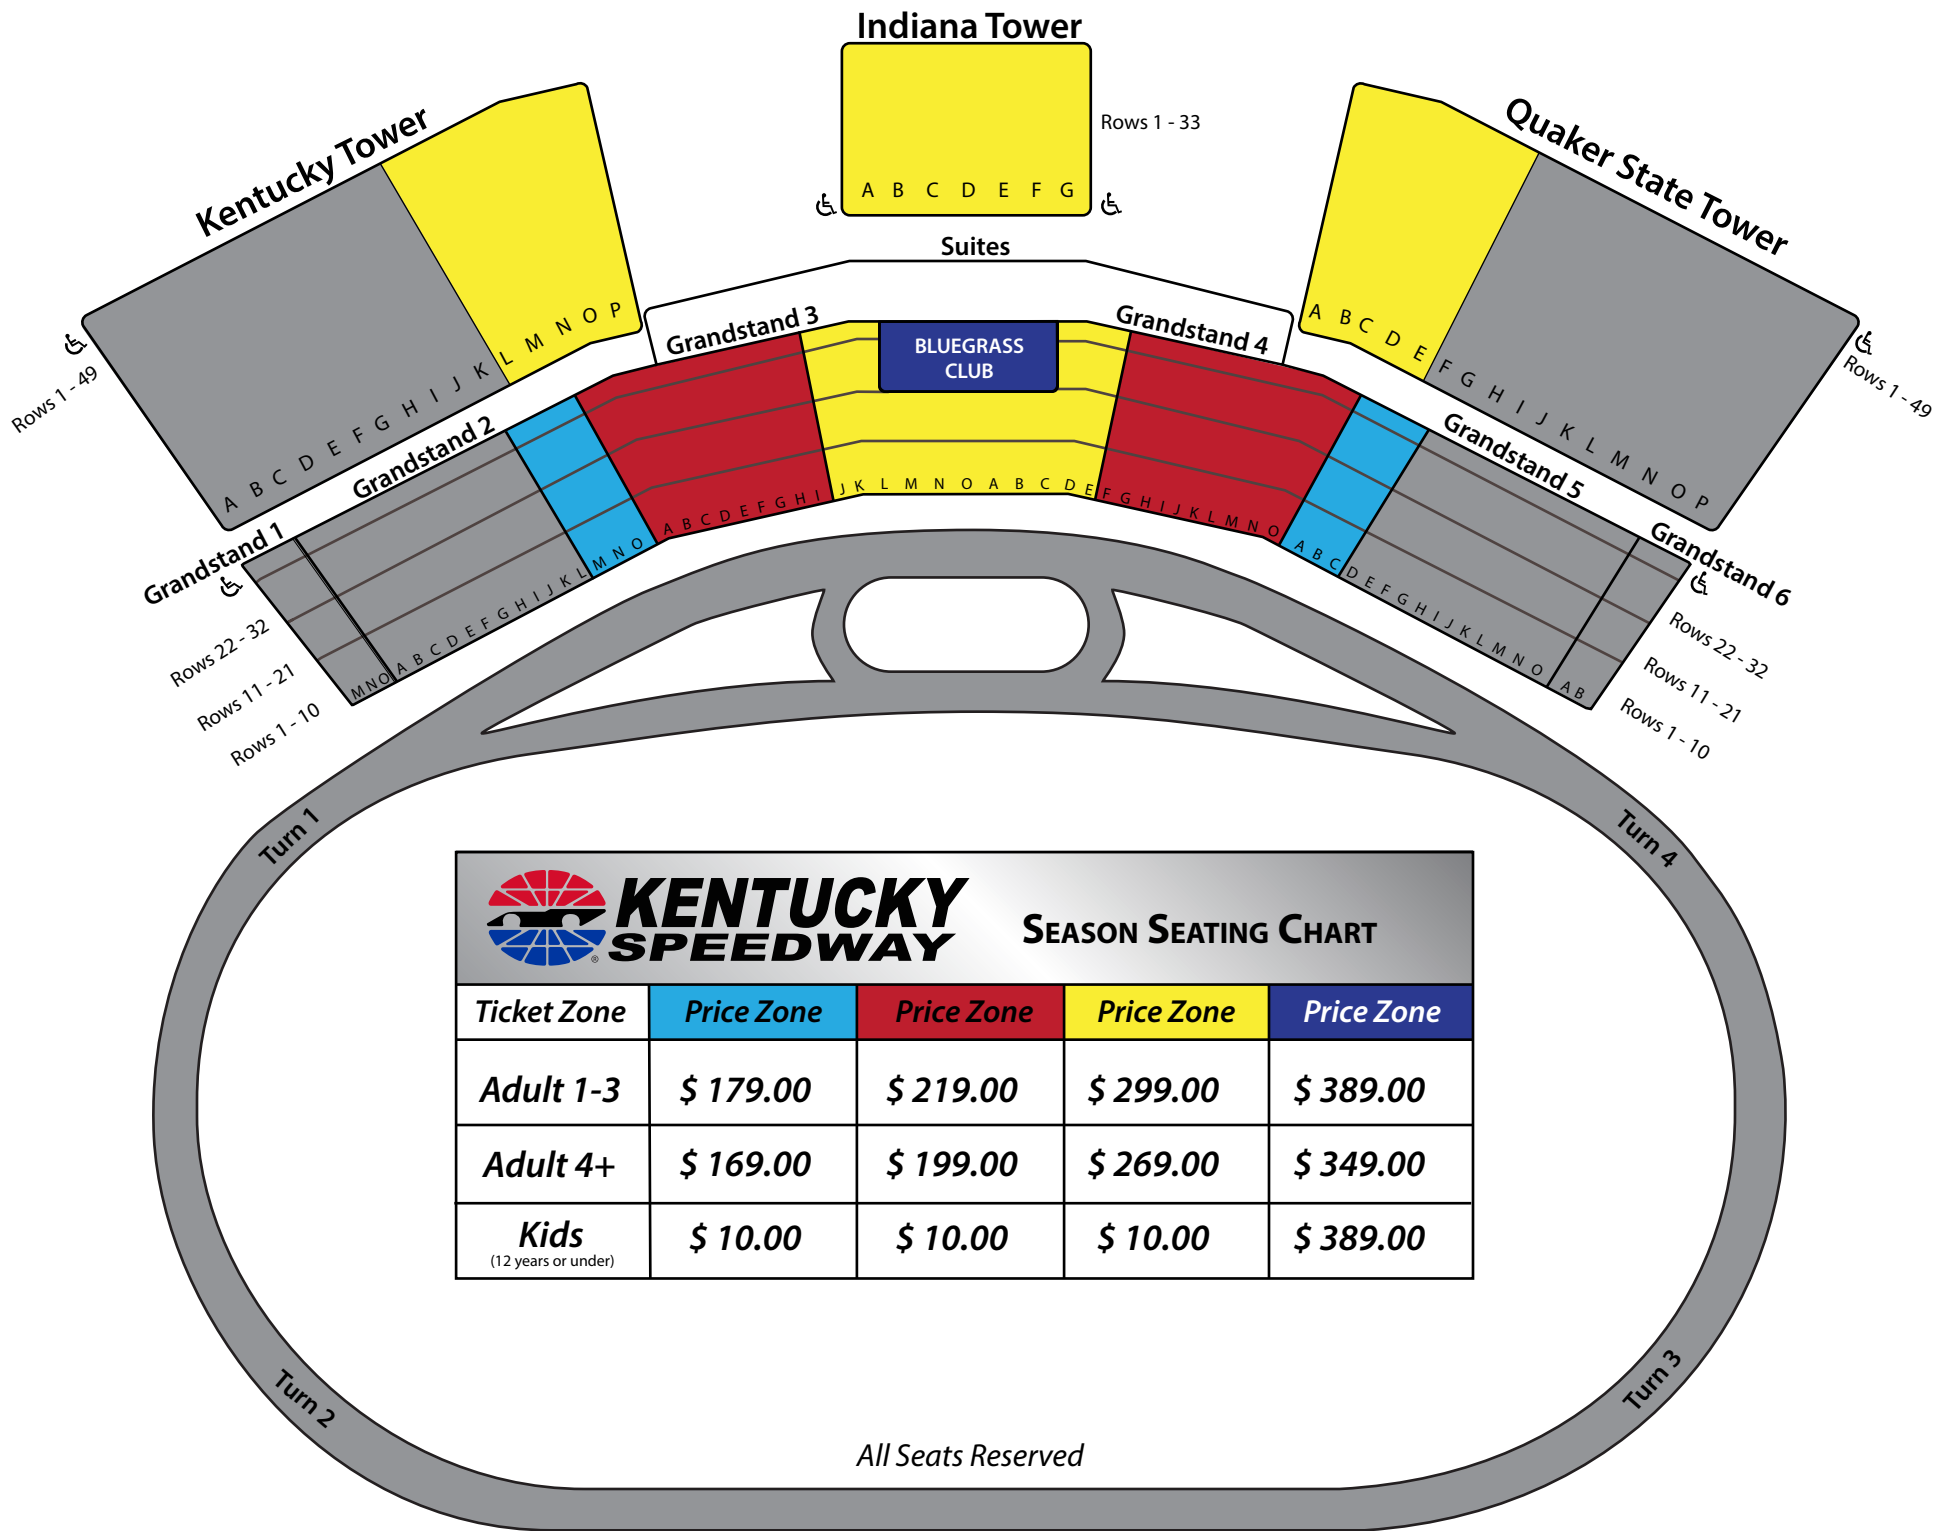 Indiana Tower
Rows 1 - 33
A B C D E F G
Kentucky Tower
Rows 1 - 49
A B C D E F G H I J K L M N O P
Quaker State Tower
Rows 1 - 49
A B C D E F G H I J K L M N O P
Suites
Grandstand 1
Rows 22 - 32
Rows 11 - 21
Rows 1 - 10
M N O
Grandstand 2
A B C D E F G H I J K L M N O
Grandstand 3
A B C D E F G H I J K L M N O
BLUEGRASS
CLUB
Grandstand 4
A B C D E F G H I J K L M N O
Grandstand 5
A B C D E F G H I J K L M N O
Grandstand 6
A B
Rows 22 - 32
Rows 11 - 21
Rows 1 - 10
Turn 1
Turn 4
KENTUCKY
SPEEDWAY
®
SEASON SEATING CHART
Ticket Zone Price Zone Price Zone Price Zone Price Zone
Adult 1-3 $ 179.00 $ 219.00 $ 299.00 $ 389.00
Adult 4+ $ 169.00 $ 199.00 $ 269.00 $ 349.00
Kids $ 10.00 $ 10.00 $ 10.00 $ 389.00
(12 years or under)
Turn 2
Turn 3
All Seats Reserved